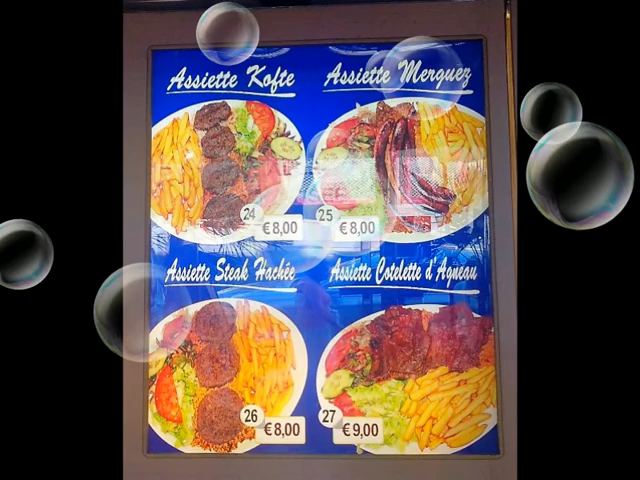 Assiette Kofte
Assiette Merguez
24
€ 8,00
25
€ 8,00
Assiette Steak Hachée
Assiette Cotelette d'Agneau
26
€ 8,00
27
€ 9,00